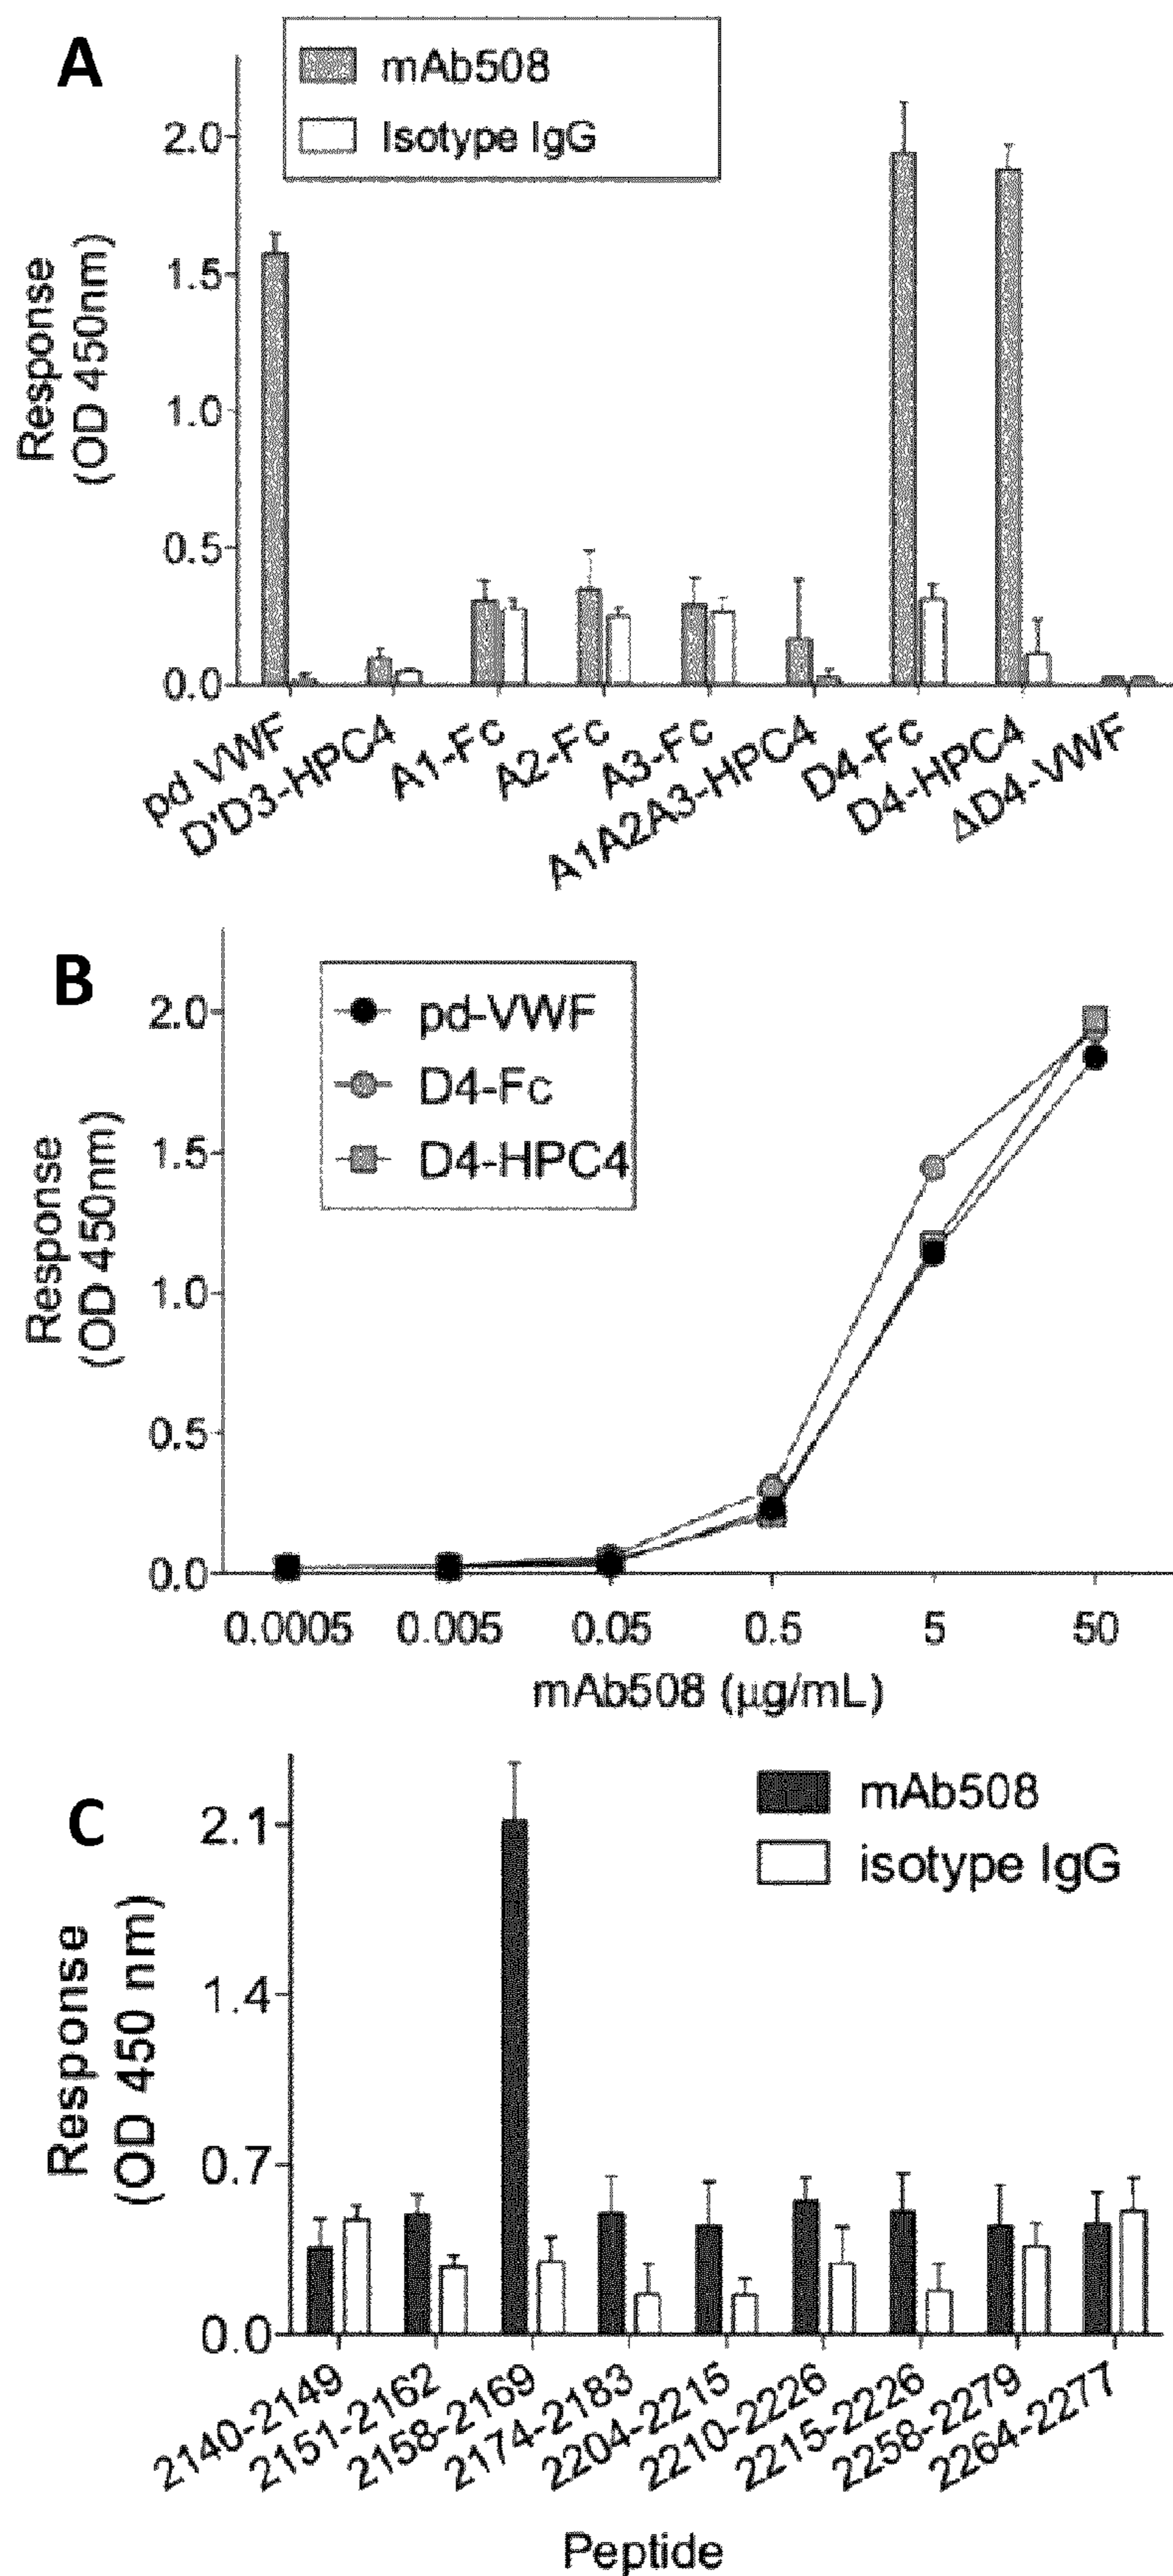 A
mAb508
Isotype IgG
Response
(OD 450nm)
2.0
1.5
1.0
0.5
0.0
pd VWF
D'D3-HPC4
A1-Fc
A2-Fc
A3-Fc
A1A2A3-HPC4
D4-Fc
D4-HPC4
ΔD4-VWF
B
pd-VWF
D4-Fc
D4-HPC4
Response
(OD 450nm)
2.0
1.5
1.0
0.5
0.0
0.0005 0.005 0.05 0.5 5 50
mAb508 (μg/mL)
C
mAb508
isotype IgG
Response
(OD 450 nm)
2.1
1.4
0.7
0.0
2140-2149
2151-2162
2158-2169
2174-2183
2204-2215
2210-2226
2215-2226
2258-2279
2264-2277
Peptide